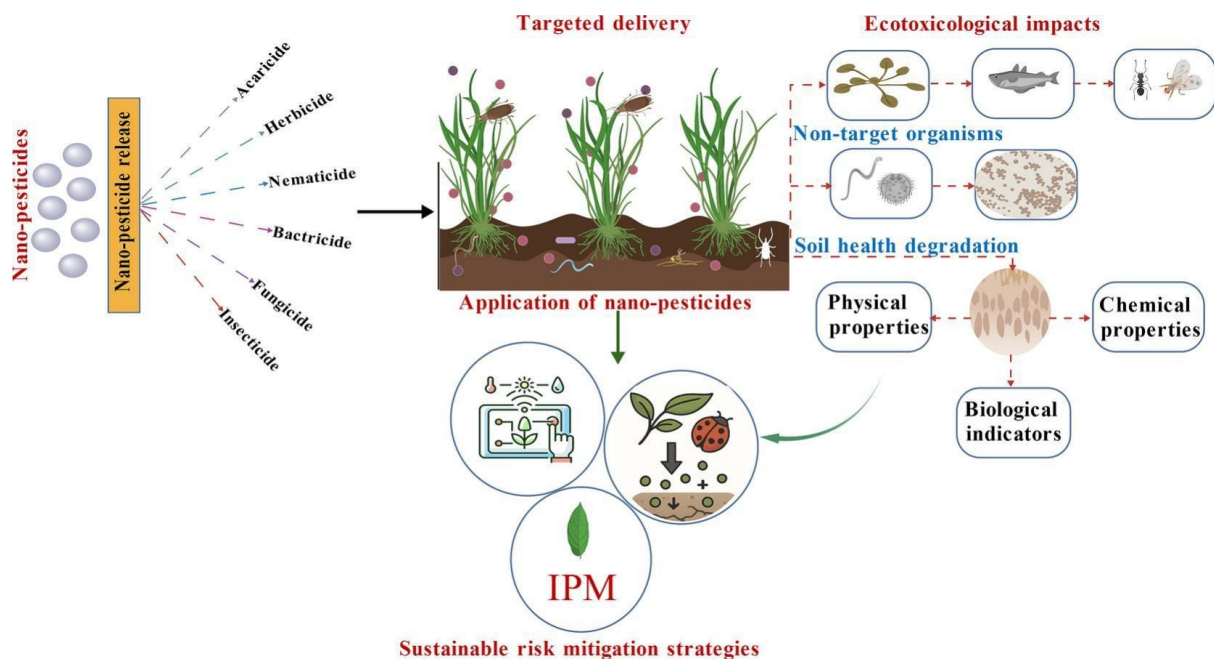 Nano-pesticides
Nano-pesticide release
Acaricide
Herbicide
Nematicide
Bactricide
Fungicide
Insecticide
Targeted delivery
Application of nano-pesticides
Ecotoxicological impacts
Non-target organisms
Soil health degradation
Physical
properties
Chemical
properties
Biological
indicators
IPM
Sustainable risk mitigation strategies